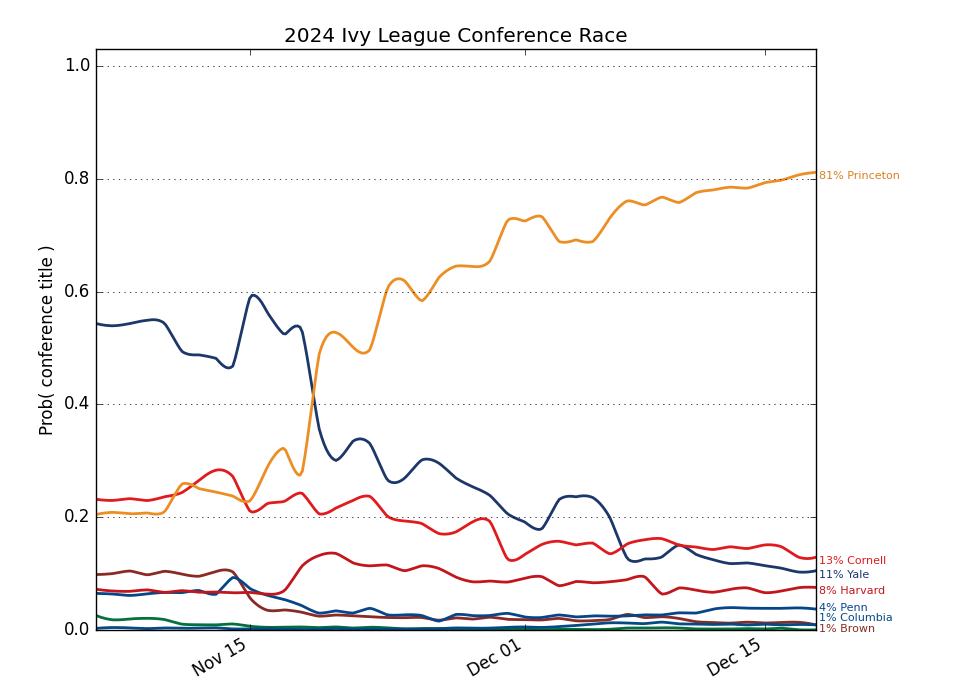 2024 Ivy League Conference Race
Prob( conference title )
1.0
0.8
0.6
0.4
0.2
0.0
81% Princeton
13% Cornell
11% Yale
8% Harvard
4% Penn
1% Columbia
1% Brown
Nov 15
Dec 01
Dec 15